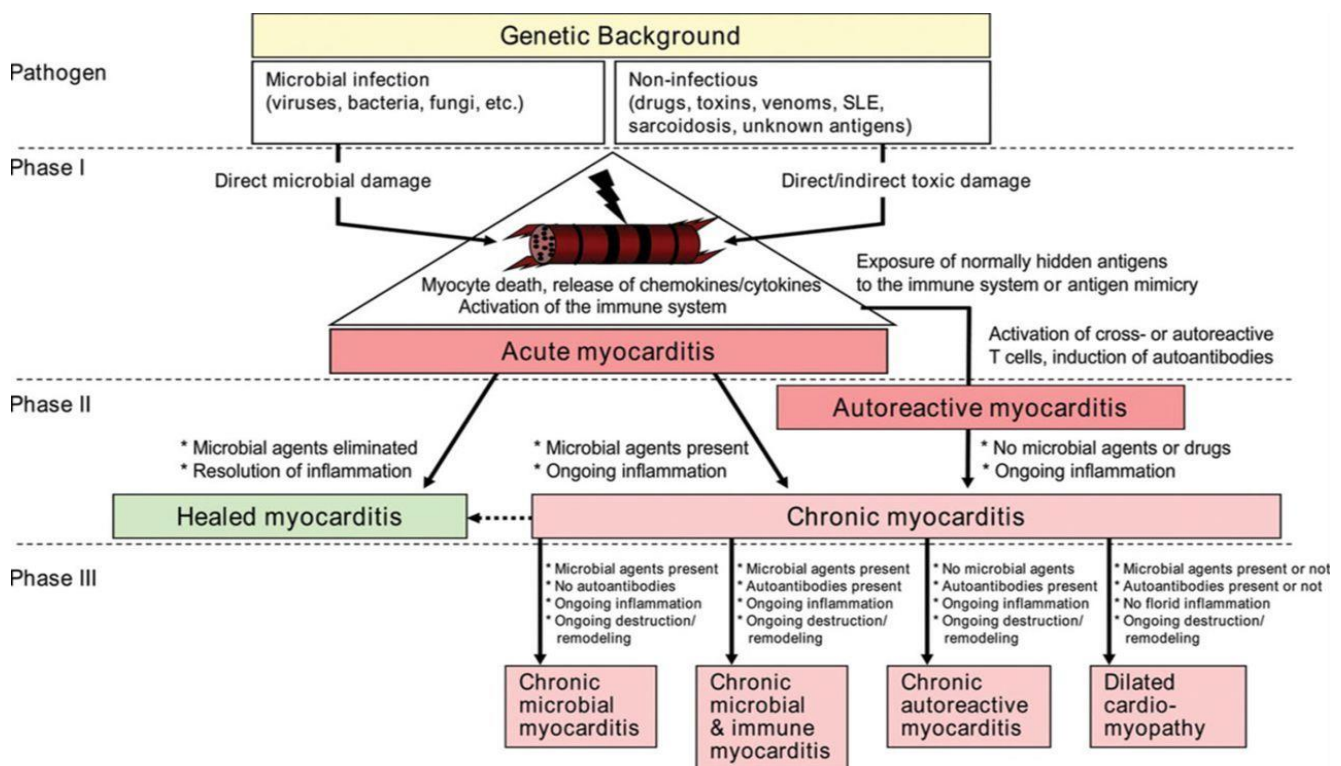 Genetic Background
Pathogen
Microbial infection
(viruses, bacteria, fungi, etc.)
Non-infectious
(drugs, toxins, venoms, SLE,
sarcoidosis, unknown antigens)
Phase I
Direct microbial damage
Direct/indirect toxic damage
Myocyte death, release of chemokines/cytokines
Activation of the immune system
Exposure of normally hidden antigens
to the immune system or antigen mimicry
Acute myocarditis
Activation of cross- or autoreactive
T cells, induction of autoantibodies
Phase II
Autoreactive myocarditis
* Microbial agents eliminated
* Resolution of inflammation
* Microbial agents present
* Ongoing inflammation
* No microbial agents or drugs
* Ongoing inflammation
Healed myocarditis
Chronic myocarditis
Phase III
* Microbial agents present
* No autoantibodies
* Ongoing inflammation
* Ongoing destruction/
remodeling
* Microbial agents present
* Autoantibodies present
* Ongoing inflammation
* Ongoing destruction/
remodeling
* No microbial agents
* Autoantibodies present
* Ongoing inflammation
* Ongoing destruction/
remodeling
* Microbial agents present or not
* Autoantibodies present or not
* No florid inflammation
* Ongoing destruction/
remodeling
Chronic
microbial
myocarditis
Chronic
microbial
& immune
myocarditis
Chronic
autoreactive
myocarditis
Dilated
cardio-
myopathy